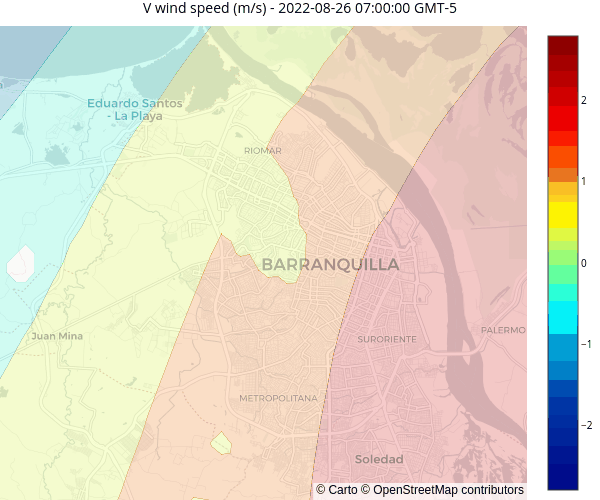 V wind speed (m/s) - 2022-08-26 07:00:00 GMT-5
Eduardo Santos
- La Playa
RIOMAR
BARRANQUILLA
Juan Mina
SURORIENTE
PALERMO
METROPOLITANA
Soledad
© Carto © OpenStreetMap contributors
2
1
0
−1
−2